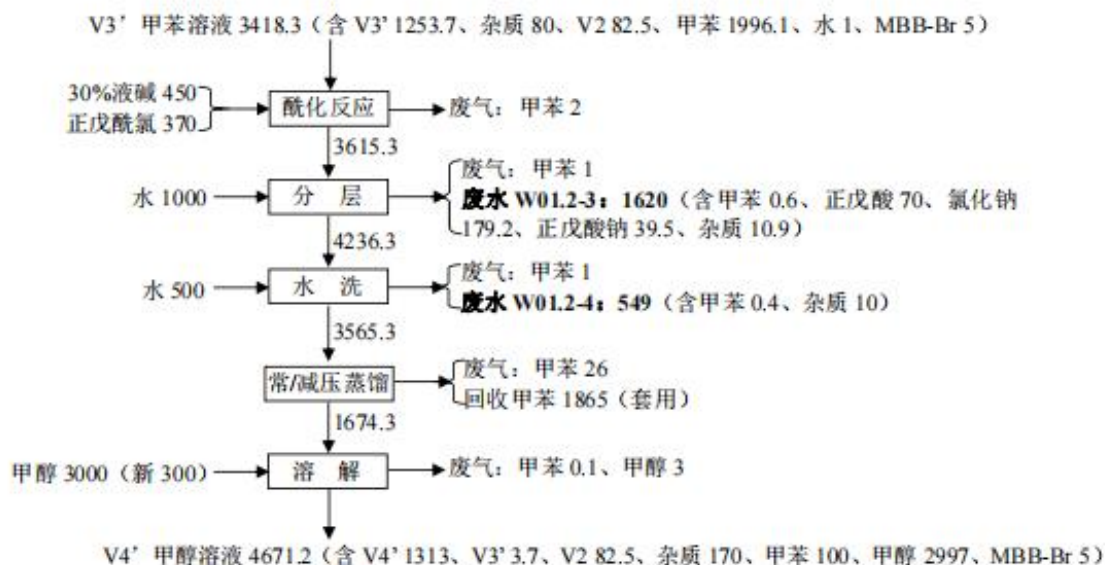 V3’ 甲苯溶液 3418.3（含 V3’ 1253.7、杂质 80、V2 82.5、甲苯 1996.1、水 1、MBB-Br 5）
30%液碱 450
正戊酰氯 370
酰化反应
废气：甲苯 2
3615.3
水 1000
分 层
废气：甲苯 1
废水 W01.2-3：1620（含甲苯 0.6、正戊酸 70、氯化钠
179.2、正戊酸钠 39.5、杂质 10.9）
4236.3
水 500
水 洗
废气：甲苯 1
废水 W01.2-4：549（含甲苯 0.4、杂质 10）
3565.3
常/减压蒸馏
废气：甲苯 26
回收甲苯 1865（套用）
1674.3
甲醇 3000（新 300）
溶 解
废气：甲苯 0.1、甲醇 3
V4’ 甲醇溶液 4671.2（含 V4’ 1313、V3’ 3.7、V2 82.5、杂质 170、甲苯 100、甲醇 2997、MBB-Br 5）